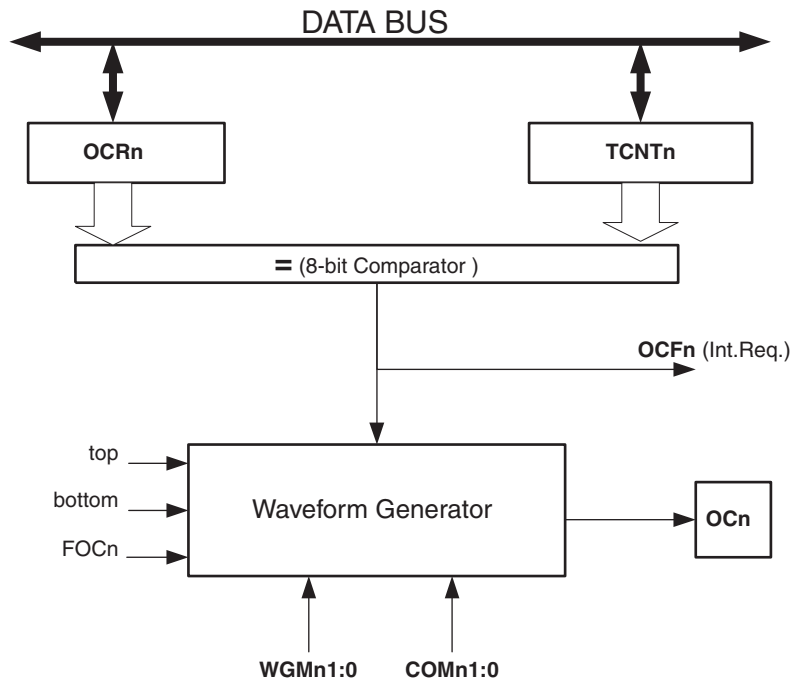 DATA BUS
OCRn
TCNTn
= (8-bit Comparator )
OCFn (Int.Req.)
top
bottom
FOCn
Waveform Generator
OCn
WGMn1:0
COMn1:0